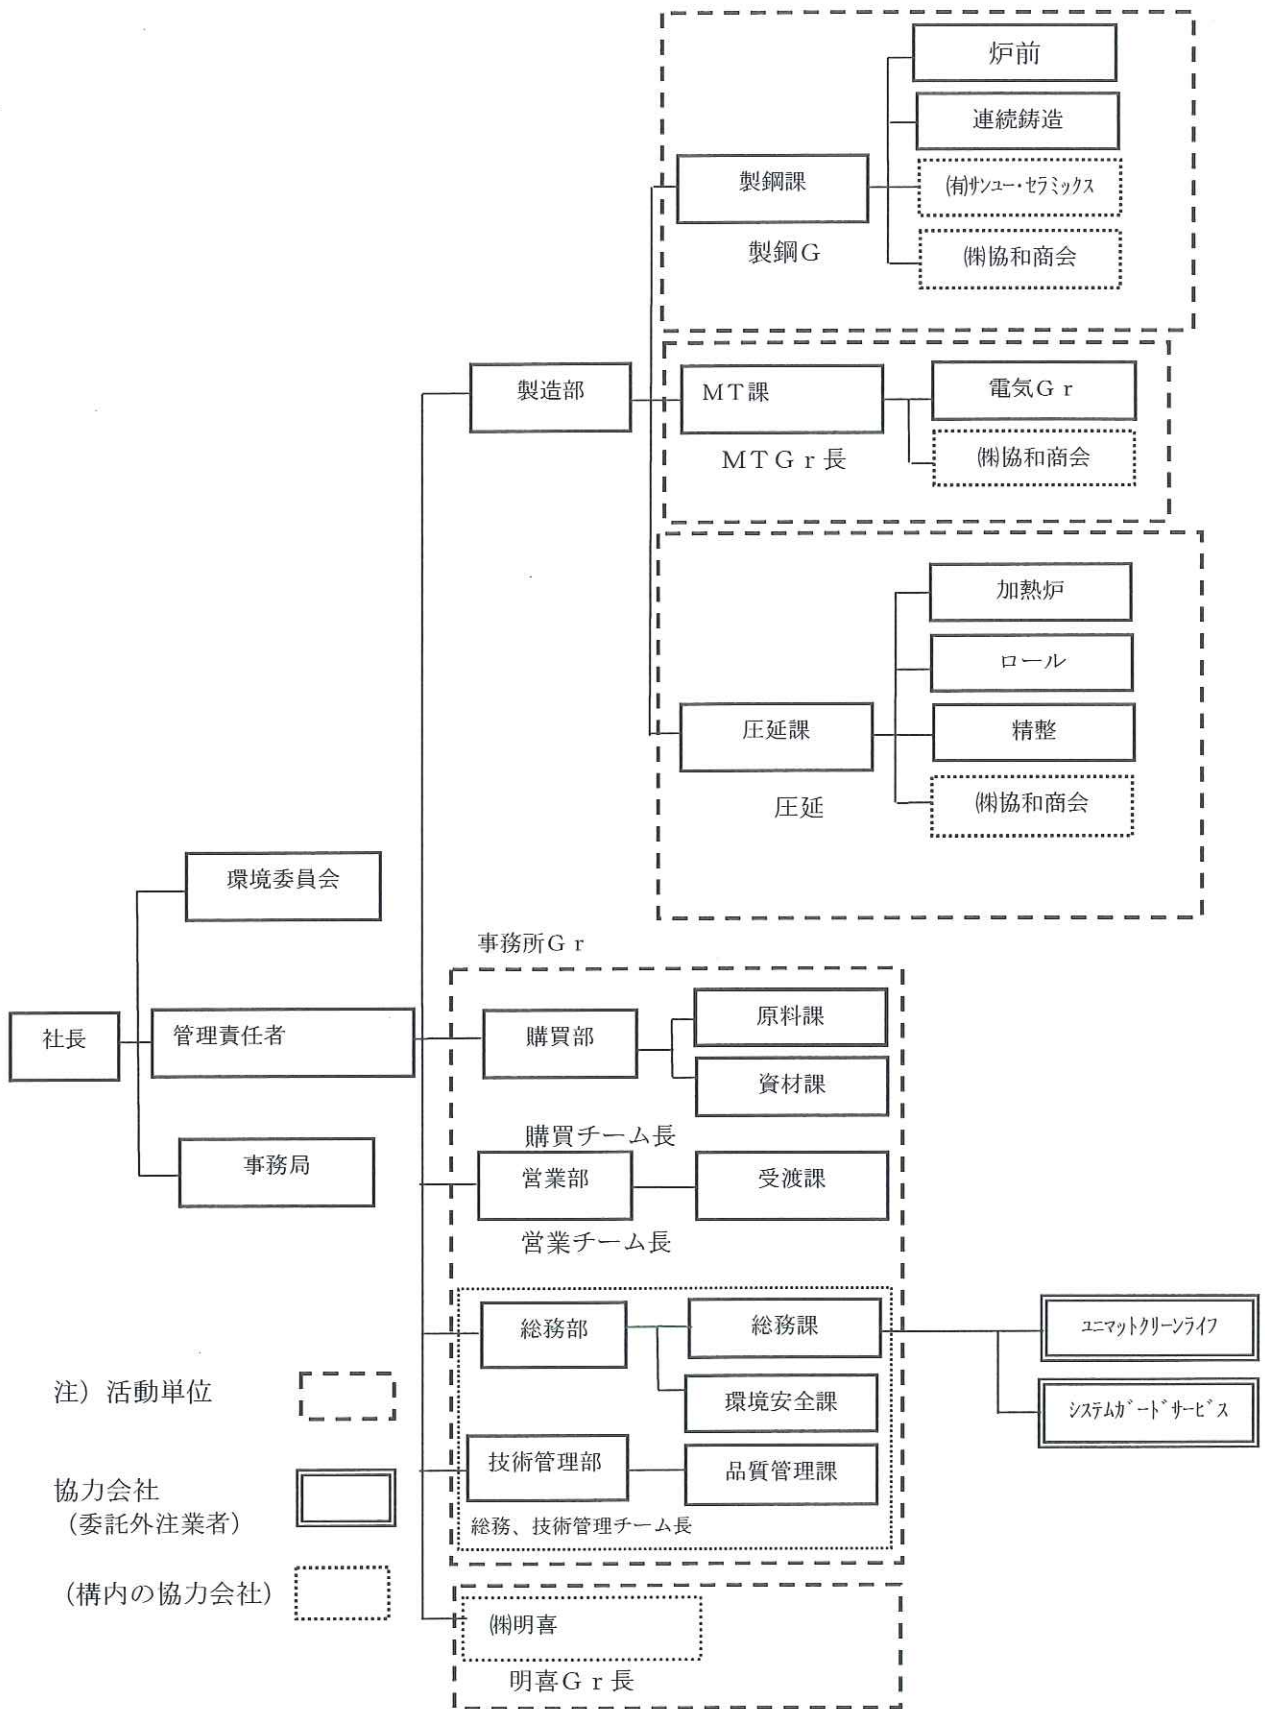 炉前
連続鋳造
製鋼課
㈲サンユー・セラミックス
製鋼G
㈱協和商会
製造部
MT課
電気Gr
MTGr長
㈱協和商会
加熱炉
ロール
圧延課
精整
圧延
㈱協和商会
環境委員会
事務所Gr
社長
管理責任者
購買部
原料課
資材課
購買チーム長
事務局
営業部
受渡課
営業チーム長
総務部
総務課
ユニマットクリーンライフ
注）活動単位
環境安全課
システムガードサービス
技術管理部
品質管理課
協力会社
（委託外注業者）
総務、技術管理チーム長
（構内の協力会社）
㈱明喜
明喜Gr長